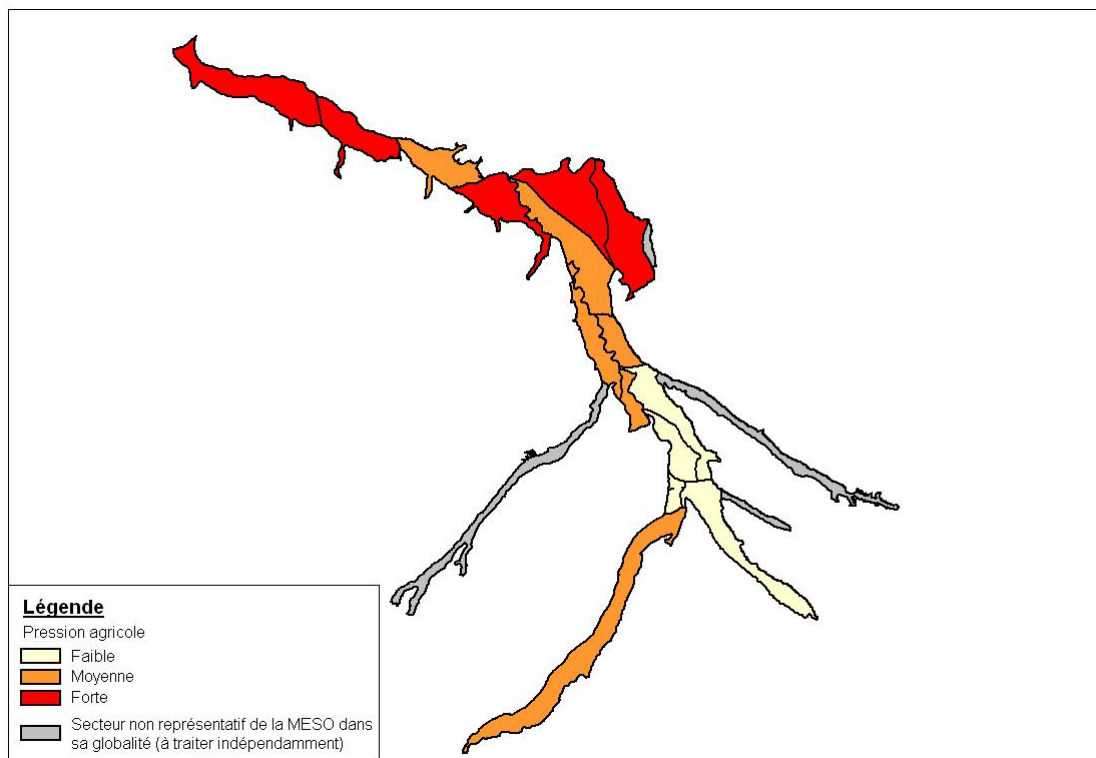 Légende
Pression agricole
Faible
Moyenne
Forte
Secteur non représentatif de la MESO dans
sa globalité (à traiter indépendamment)